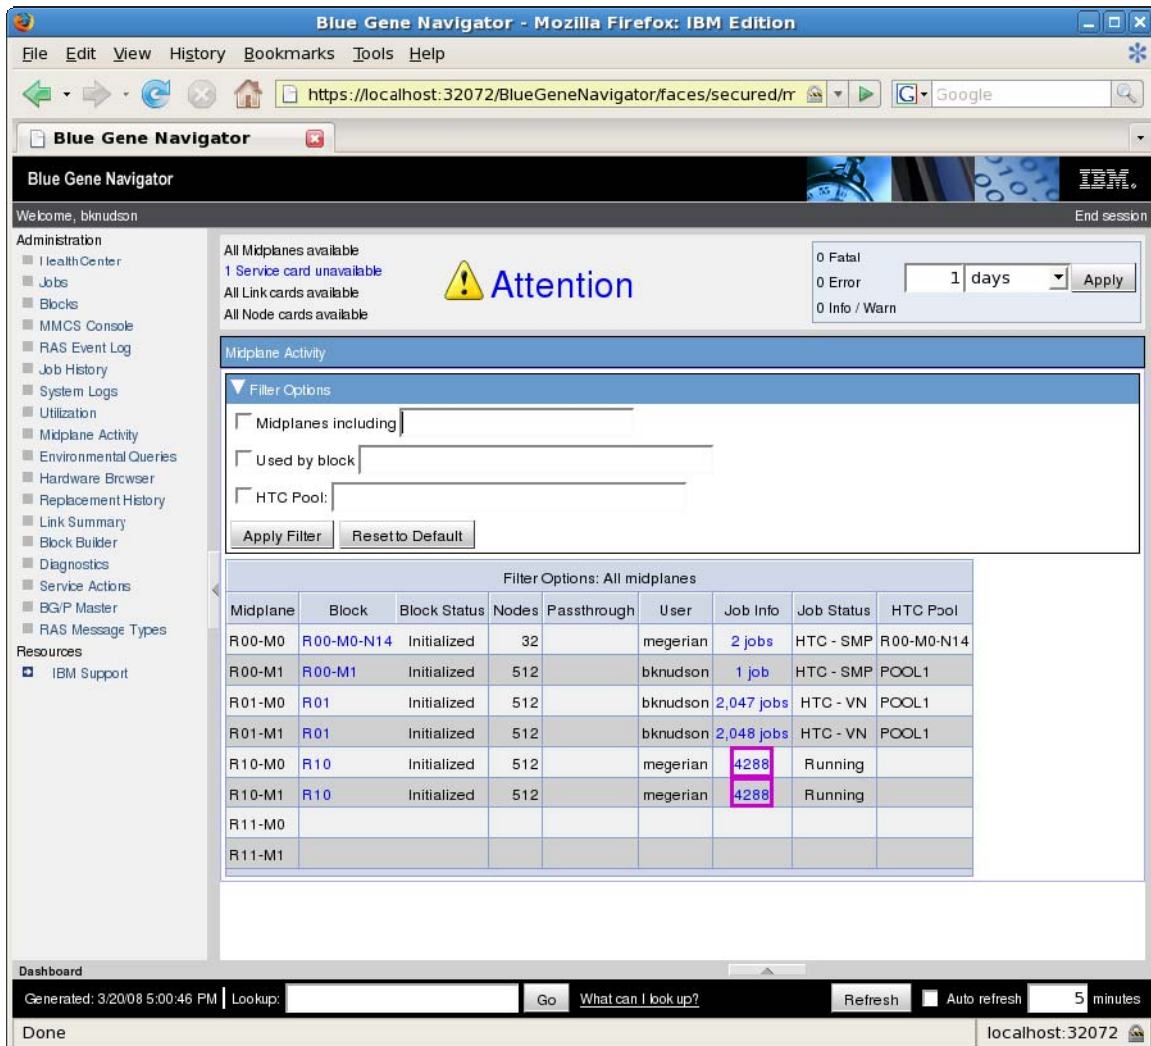 Blue Gene Navigator - Mozilla Firefox: IBM Edition
File Edit View History Bookmarks Tools Help
https://localhost:32072/BlueGeneNavigator/faces/secured/m G Google
Blue Gene Navigator
Blue Gene Navigator IBM.
Welcome, bknudson End session
Administration
HealthCenter
Jobs
Blocks
MMCS Console
RAS Event Log
Job History
System Logs
Utilization
Midplane Activity
Environmental Queries
Hardware Browser
Replacement History
Link Summary
Block Builder
Diagnostics
Service Actions
BG/P Master
RAS Message Types
Resources
IBM Support
All Midplanes available
1 Service card unavailable
All Link cards available
All Node cards available
Attention
0 Fatal
0 Error
0 Info / Warn
1 days Apply
Midplane Activity
Filter Options
Midplanes including
Used by block
HTC Pool:
Apply Filter Reset to Default
Filter Options: All midplanes
Midplane Block Block Status Nodes Passthrough User Job Info Job Status HTC Pool
R00-M0 R00-M0-N14 Initialized 32 megerian 2 jobs HTC - SMP R00-M0-N14
R00-M1 R00-M1 Initialized 512 bknudson 1 job HTC - SMP POOL1
R01-M0 R01 Initialized 512 bknudson 2,047 jobs HTC - VN POOL1
R01-M1 R01 Initialized 512 bknudson 2,048 jobs HTC - VN POOL1
R10-M0 R10 Initialized 512 megerian 4288 Running
R10-M1 R10 Initialized 512 megerian 4288 Running
R11-M0
R11-M1
Dashboard
Generated: 3/20/08 5:00:46 PM Lookup: Go What can I look up? Refresh Auto refresh 5 minutes
Done localhost:32072